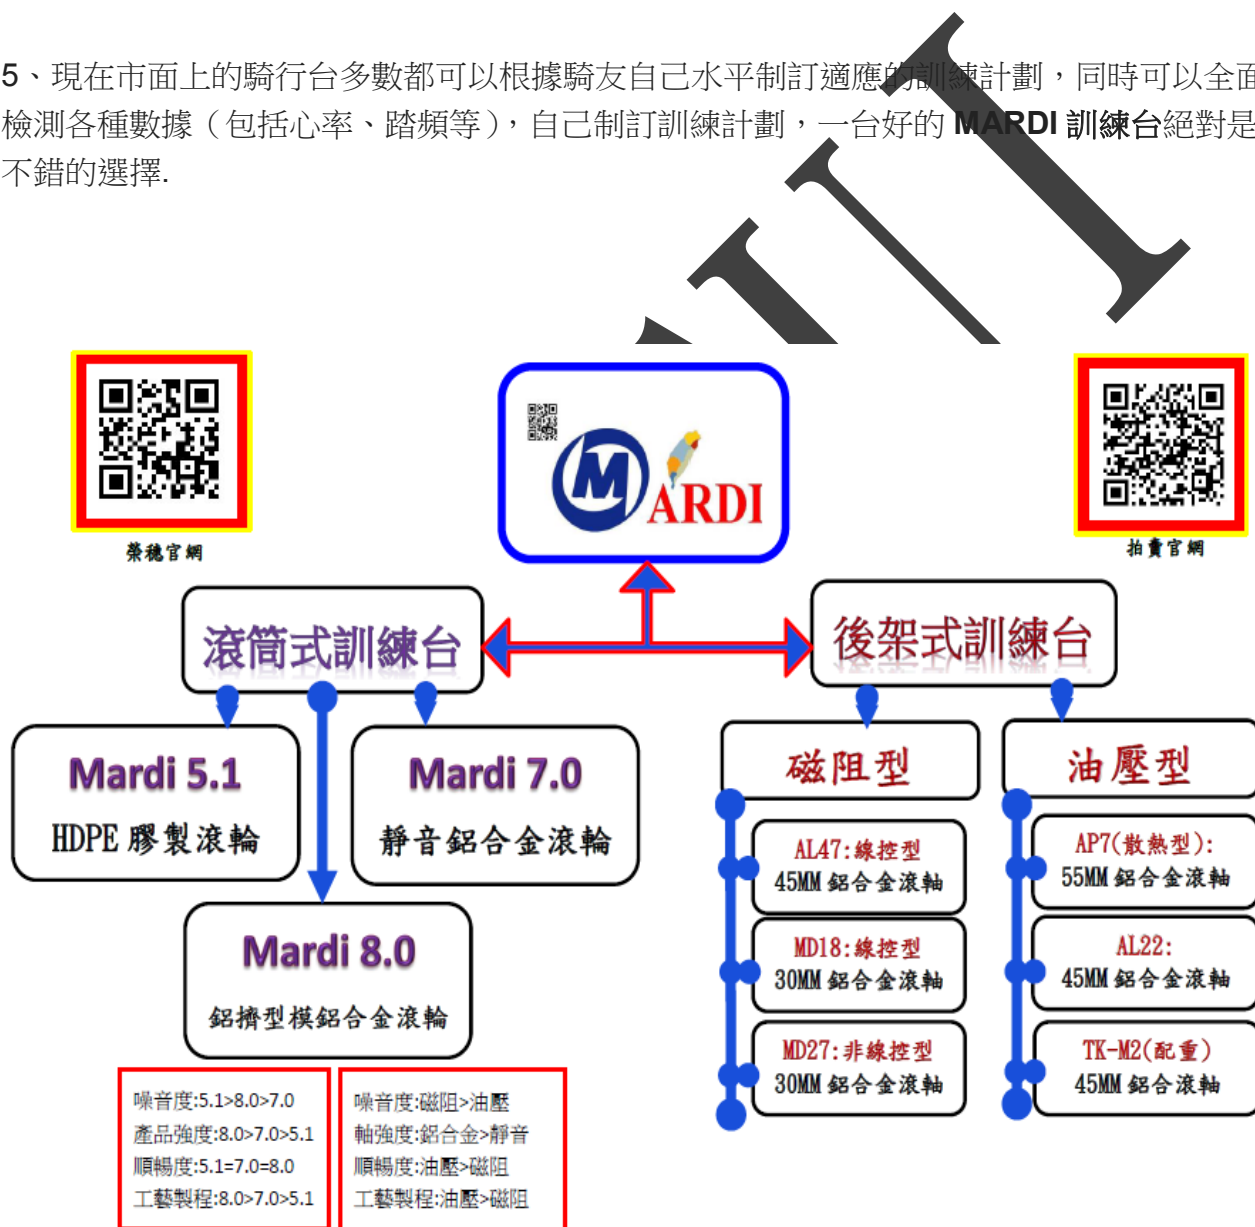 5、現在市面上的騎行台多數都可以根據騎友自己水平制訂適應的訓練計劃，同時可以全面
檢測各種數據（包括心率、踏頻等），自己制訂訓練計劃，一台好的 MARDI 訓練台絕對是
不錯的選擇.
MARDI
榮穗官網
拍賣官網
滾筒式訓練台
後架式訓練台
Mardi 5.1
HDPE 膠製滾輪
Mardi 7.0
靜音鋁合金滾輪
Mardi 8.0
鋁擠型模鋁合金滾輪
磁阻型
油壓型
AL47:線控型
45MM 鋁合金滾軸
MD18:線控型
30MM 鋁合金滾軸
MD27:非線控型
30MM 鋁合金滾軸
AP7(散熱型):
55MM 鋁合金滾軸
AL22:
45MM 鋁合金滾軸
TK-M2(配重)
45MM 鋁合滾軸
噪音度:5.1>8.0>7.0
產品強度:8.0>7.0>5.1
順暢度:5.1=7.0=8.0
工藝製程:8.0>7.0>5.1
噪音度:磁阻>油壓
軸強度:鋁合金>靜音
順暢度:油壓>磁阻
工藝製程:油壓>磁阻